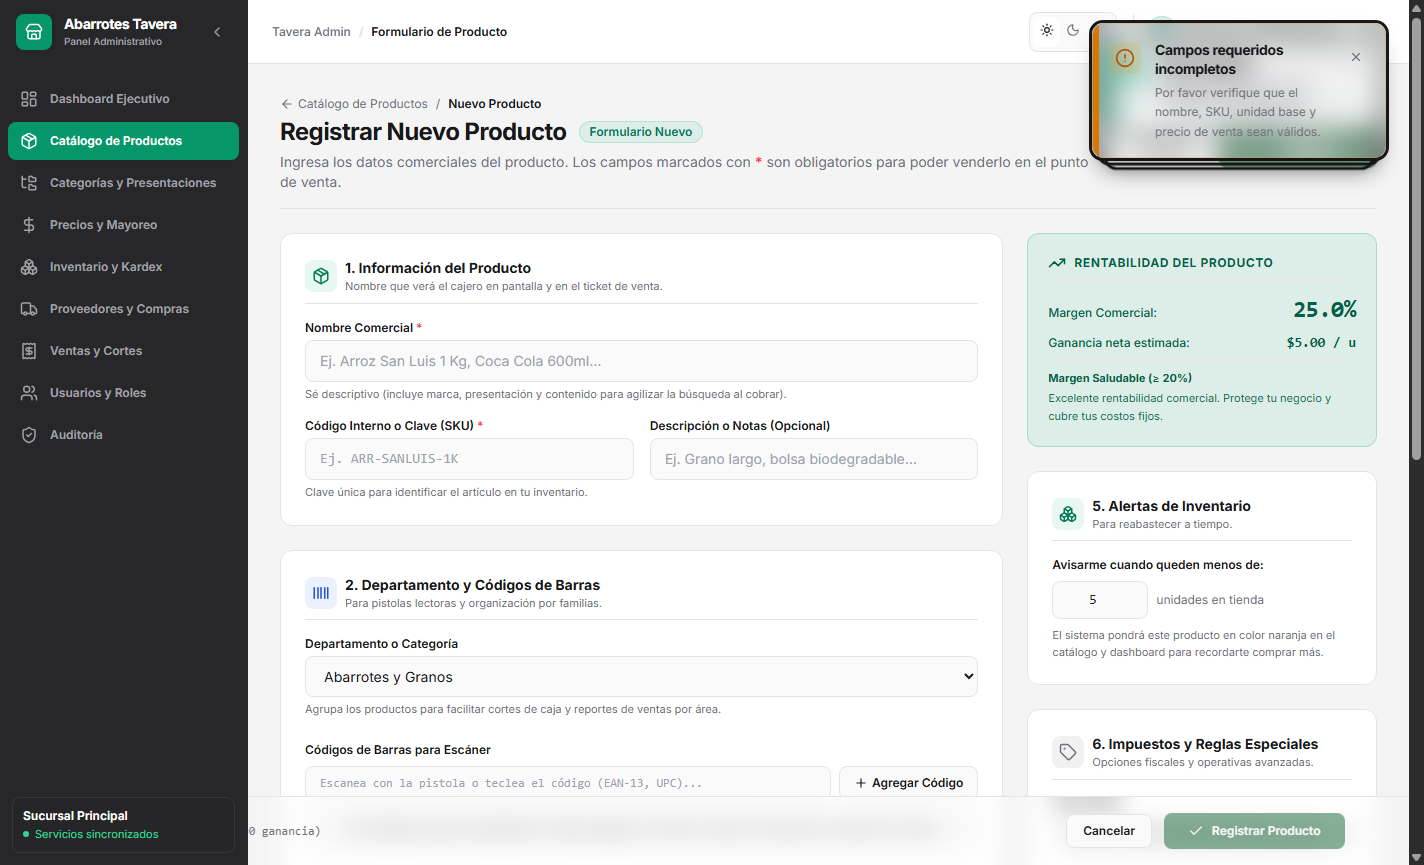 Abarrotes Tavera
Panel Administrativo
Dashboard Ejecutivo
Catálogo de Productos
Categorías y Presentaciones
Precios y Mayoreo
Inventario y Kardex
Proveedores y Compras
Ventas y Cortes
Usuarios y Roles
Auditoría
Sucursal Principal
Servicios sincronizados
Tavera Admin / Formulario de Producto
Campos requeridos
incompletos
Por favor verifique que el
nombre, SKU, unidad base y
precio de venta sean válidos.
Catálogo de Productos / Nuevo Producto
Registrar Nuevo Producto
Formulario Nuevo
Ingresa los datos comerciales del producto. Los campos marcados con * son obligatorios para poder venderlo en el punto
de venta.
1. Información del Producto
Nombre que verá el cajero en pantalla y en el ticket de venta.
Nombre Comercial *
Ej. Arroz San Luis 1 Kg, Coca Cola 600ml...
Sé descriptivo (incluye marca, presentación y contenido para agilizar la búsqueda al cobrar).
Código Interno o Clave (SKU) *
Ej. ARR-SANLUIS-1K
Clave única para identificar el artículo en tu inventario.
Descripción o Notas (Opcional)
Ej. Grano largo, bolsa biodegradable...
2. Departamento y Códigos de Barras
Para pistolas lectoras y organización por familias.
Departamento o Categoría
Abarrotes y Granos
Agrupa los productos para facilitar cortes de caja y reportes de ventas por área.
Códigos de Barras para Escáner
Escanea con la pistola o teclea el código (EAN-13, UPC)...
+ Agregar Código
RENTABILIDAD DEL PRODUCTO
Margen Comercial: 25.0%
Ganancia neta estimada: $5.00 / u
Margen Saludable (≥ 20%)
Excelente rentabilidad comercial. Protege tu negocio y
cubre tus costos fijos.
5. Alertas de Inventario
Para reabastecer a tiempo.
Avisarme cuando queden menos de:
5 unidades en tienda
El sistema pondrá este producto en color naranja en el
catálogo y dashboard para recordarte comprar más.
6. Impuestos y Reglas Especiales
Opciones fiscales y operativas avanzadas.
0 ganancia)
Cancelar
Registrar Producto